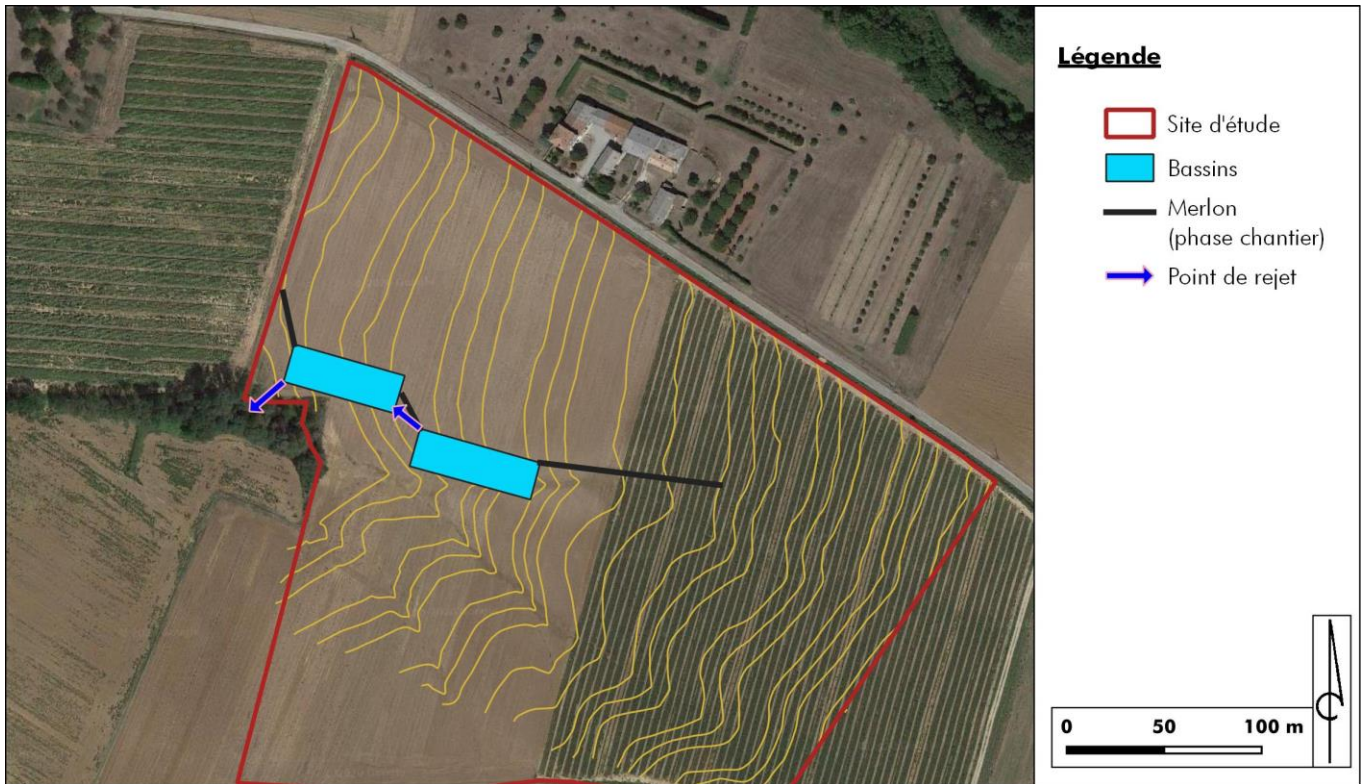 Légende
Site d'étude
Bassins
Merlon
(phase chantier)
Point de rejet
0 50 100 m